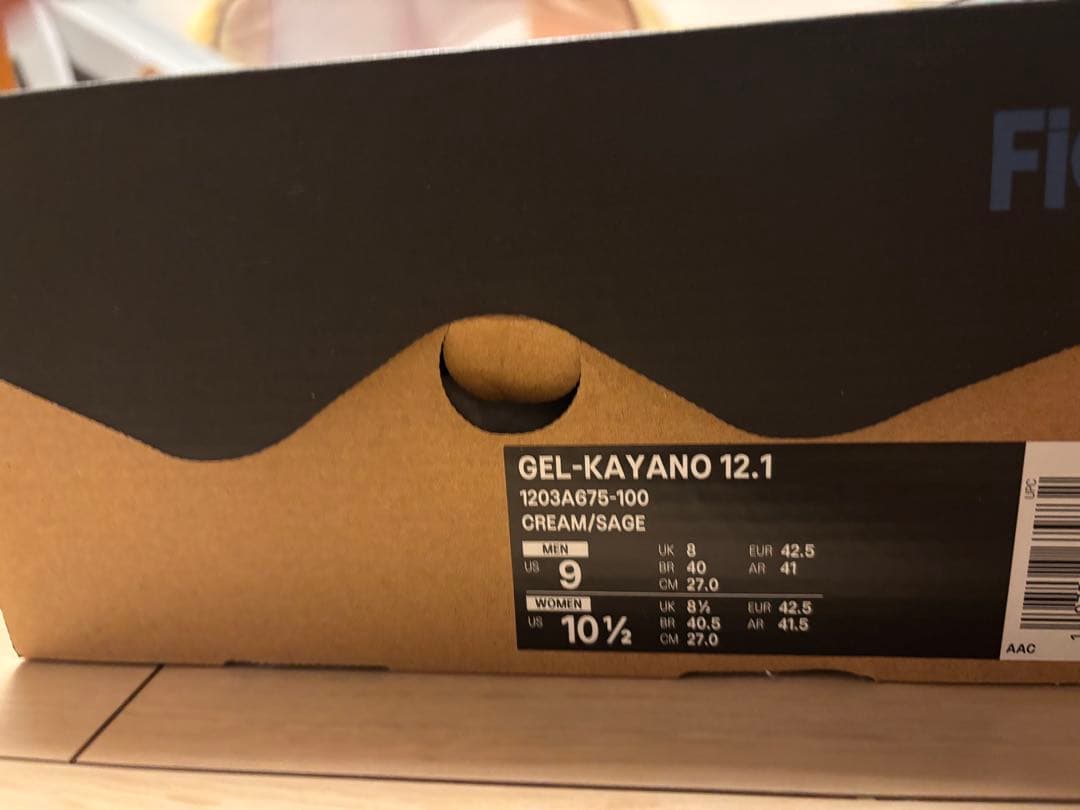 Fi
GEL-KAYANO 12.1
1203A675-100
CREAM/SAGE
MEN
US 9
UK 8 EUR 42.5
BR 40 AR 41
CM 27.0
WOMEN
US 10 ½
UK 8½ EUR 42.5
BR 40.5 AR 41.5
CM 27.0
UPC
AAC